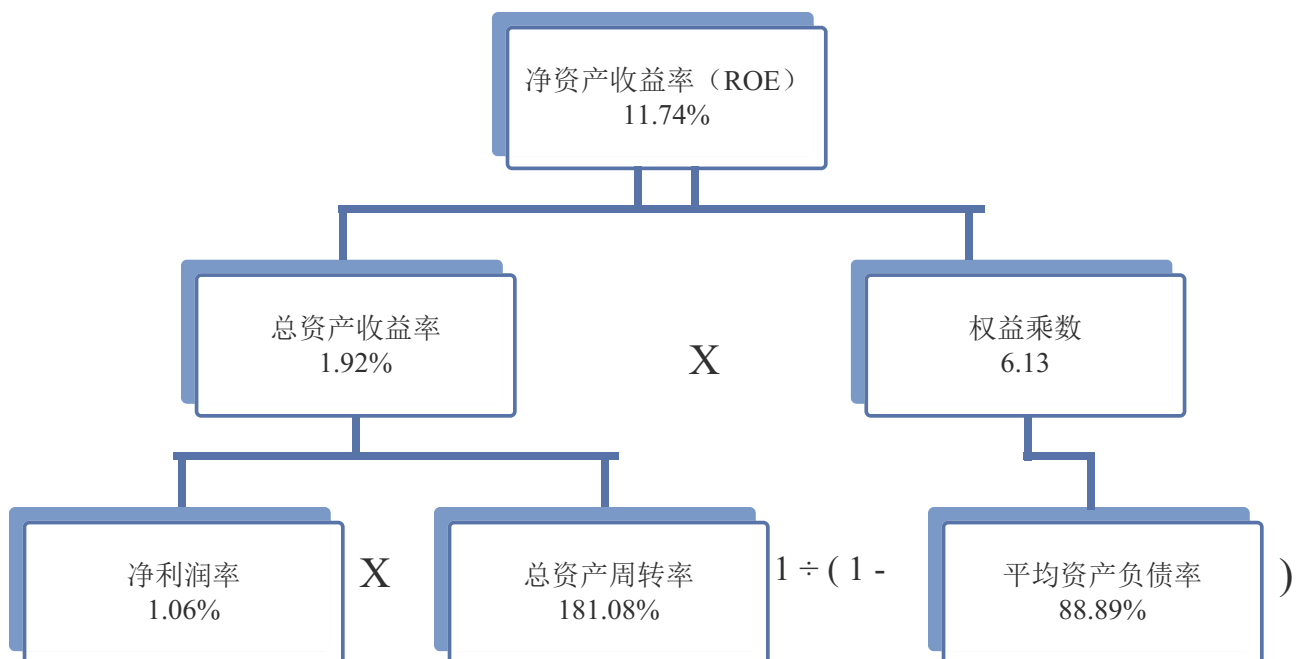 净资产收益率（ROE）
11.74%
总资产收益率
1.92%
X
权益乘数
6.13
净利润率
1.06%
X
总资产周转率
181.08%
1 ÷ ( 1 -
平均资产负债率
88.89%
)